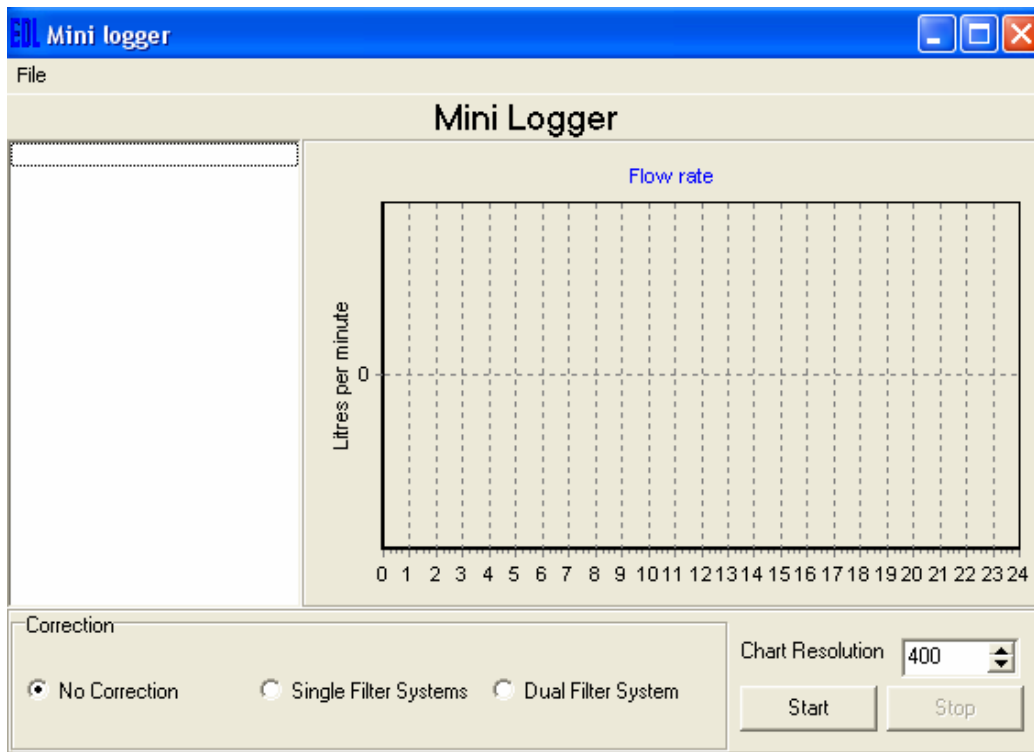 EDL Mini logger
File
Mini Logger
Flow rate
Litres per minute
0
0 1 2 3 4 5 6 7 8 9 10 11 12 13 14 15 16 17 18 19 20 21 22 23 24
Correction
No Correction Single Filter Systems Dual Filter System
Chart Resolution 400
Start Stop